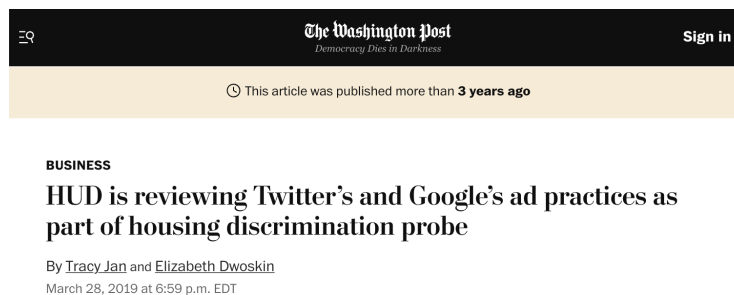 The Washington Post
Sign in
Democracy Dies in Darkness
This article was published more than 3 years ago
BUSINESS
HUD is reviewing Twitter’s and Google’s ad practices as
part of housing discrimination probe
By Tracy Jan and Elizabeth Dwoskin
March 28, 2019 at 6:59 p.m. EDT